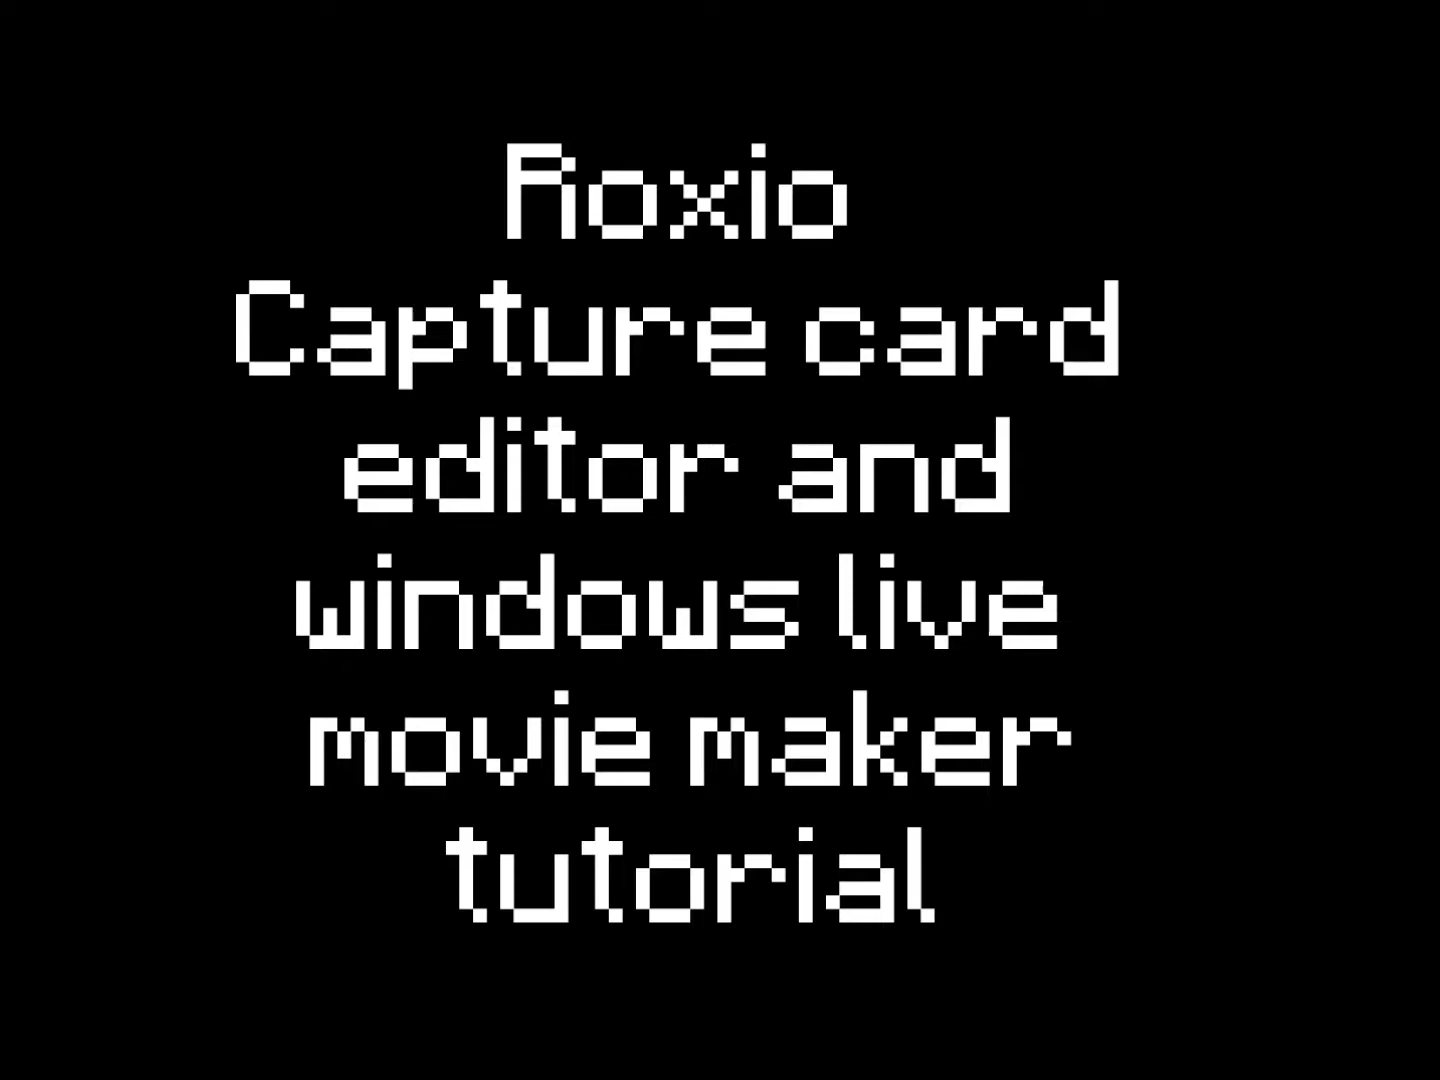 Roxio
Capture card
editor and
windows live
movie maker
tutorial